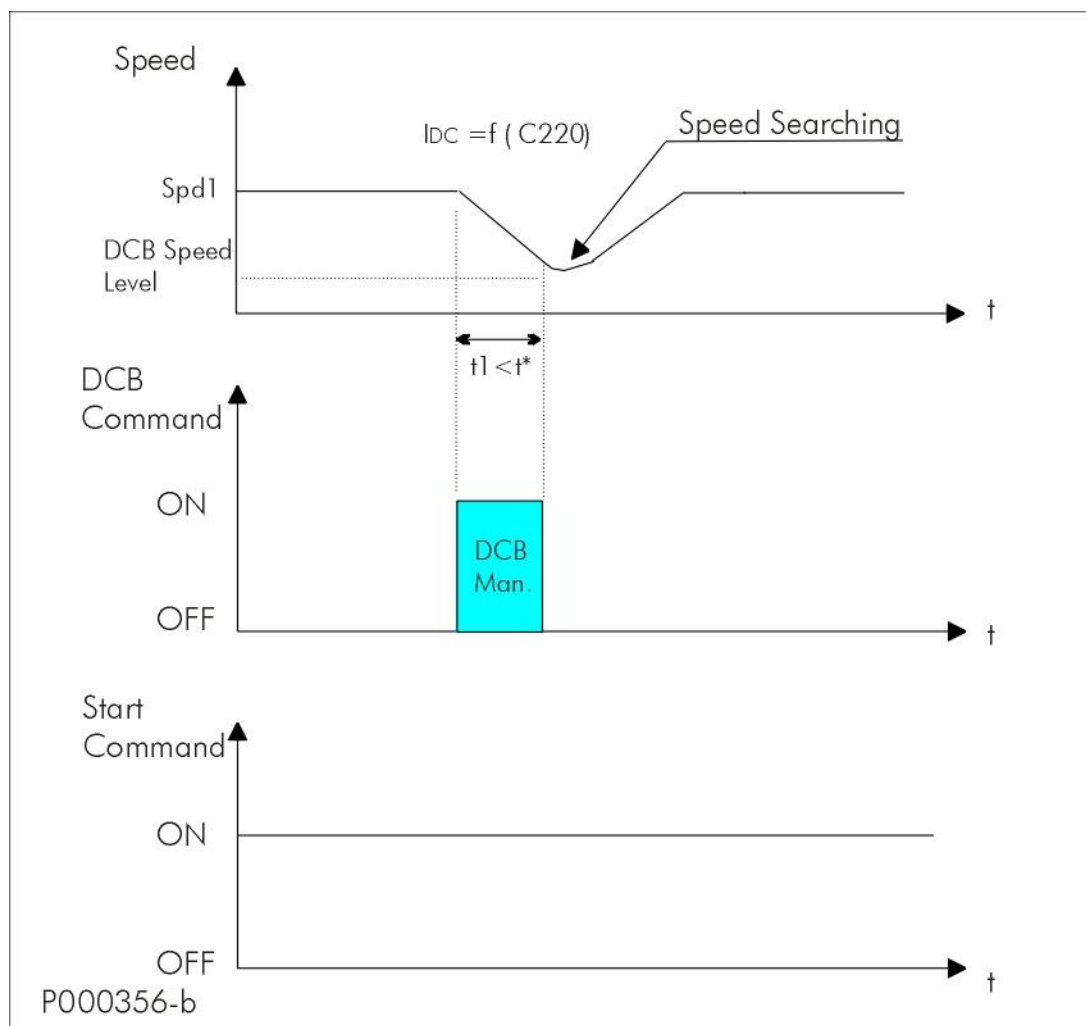 Speed
IDC =f ( C220)
Speed Searching
Spd1
DCB Speed
Level
t
t1 <t*
DCB
Command
ON
DCB
Man.
OFF
t
Start
Command
ON
OFF
t
P000356-b